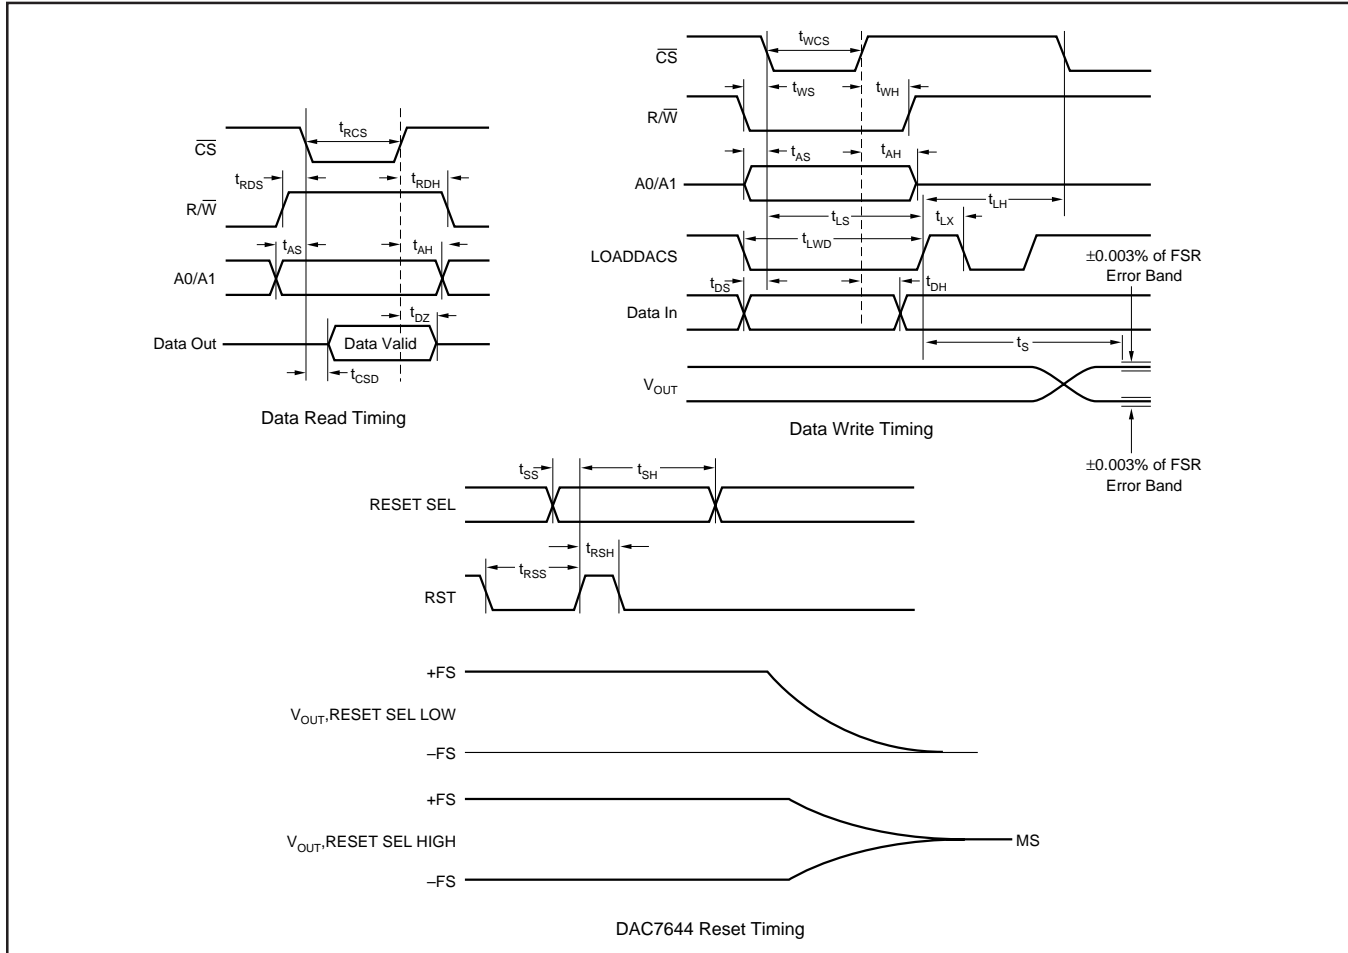 CS
tRCS
tRDS
tRDH
R/W
tAS
tAH
A0/A1
tDZ
Data Out
Data Valid
tCSD
Data Read Timing
CS
tWCS
tWS
tWH
R/W
tAS
tAH
A0/A1
tLS
tLH
tLX
tLWD
LOADDACS
±0.003% of FSR
Error Band
tDS
tDH
Data In
tS
VOUT
Data Write Timing
±0.003% of FSR
Error Band
tSS
tSH
RESET SEL
tRSH
tRSS
RST
+FS
VOUT,RESET SEL LOW
–FS
+FS
VOUT,RESET SEL HIGH
MS
–FS
DAC7644 Reset Timing